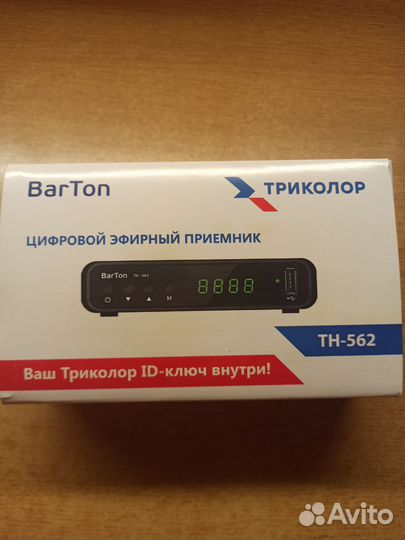 BarTon
ТРИКОЛОР
ЦИФРОВОЙ ЭФИРНЫЙ ПРИЕМНИК
BarTon TH-562
8888
M
TH-562
Ваш Триколор ID-ключ внутри!
Avito